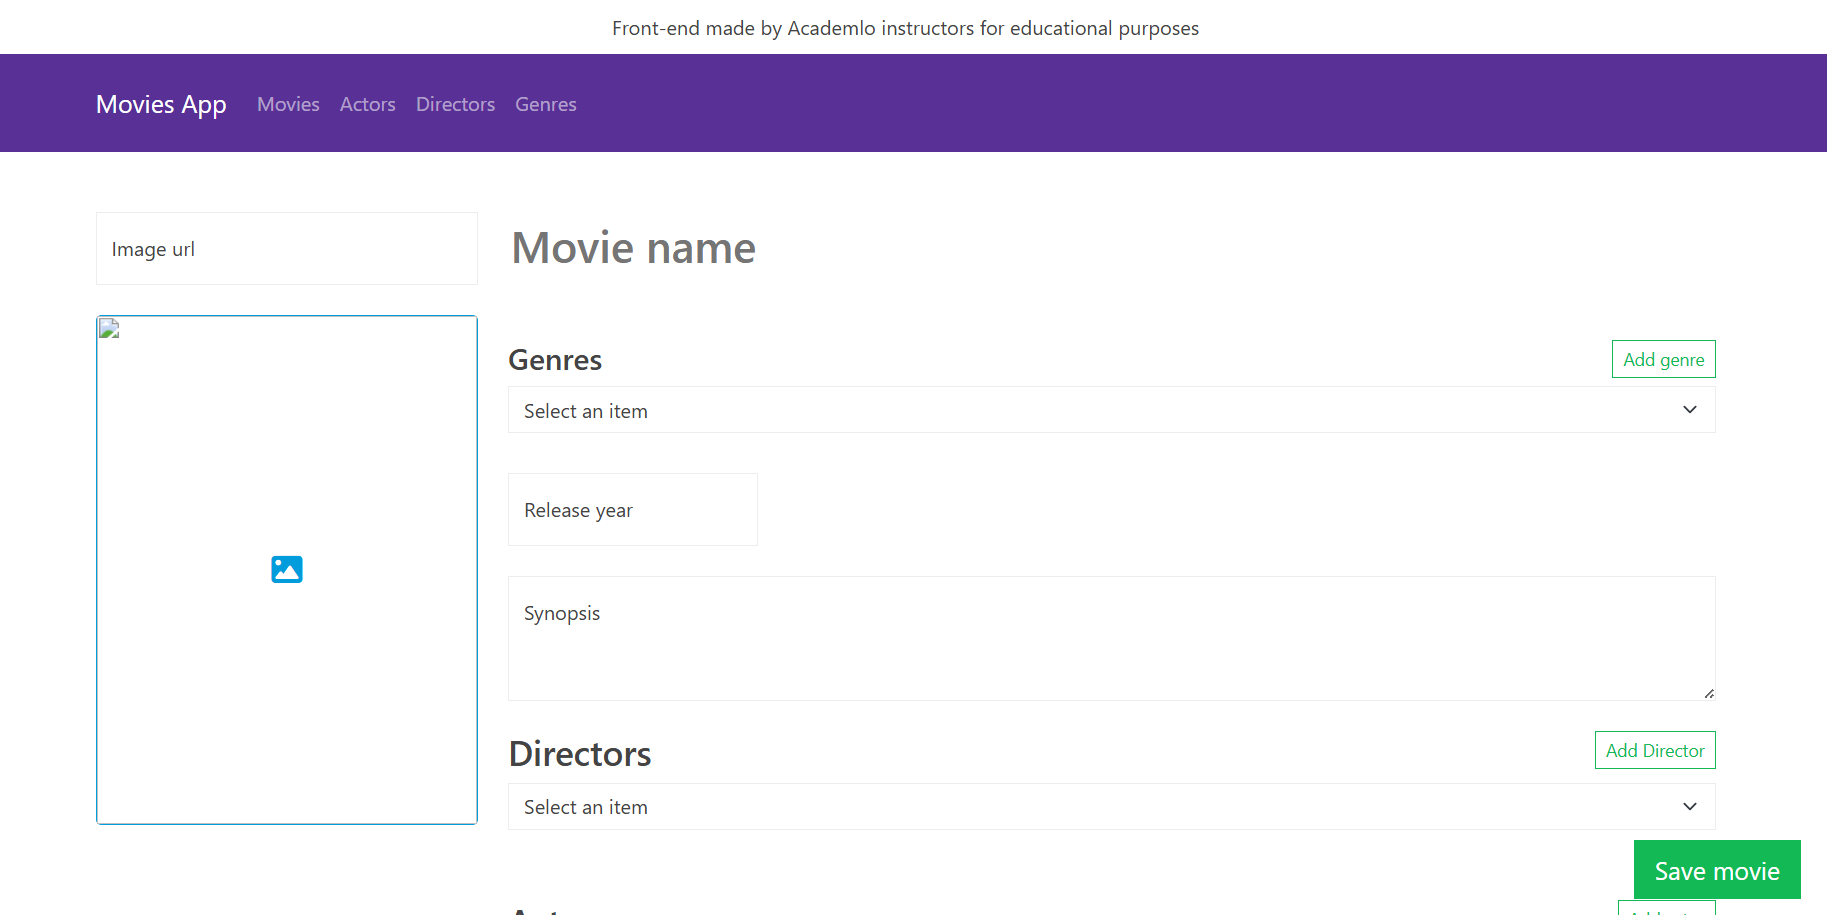 Front-end made by Academlo instructors for educational purposes
Movies App Movies Actors Directors Genres
Image url
Movie name
Genres
Add genre
Select an item
Release year
Synopsis
Directors
Add Director
Select an item
Save movie